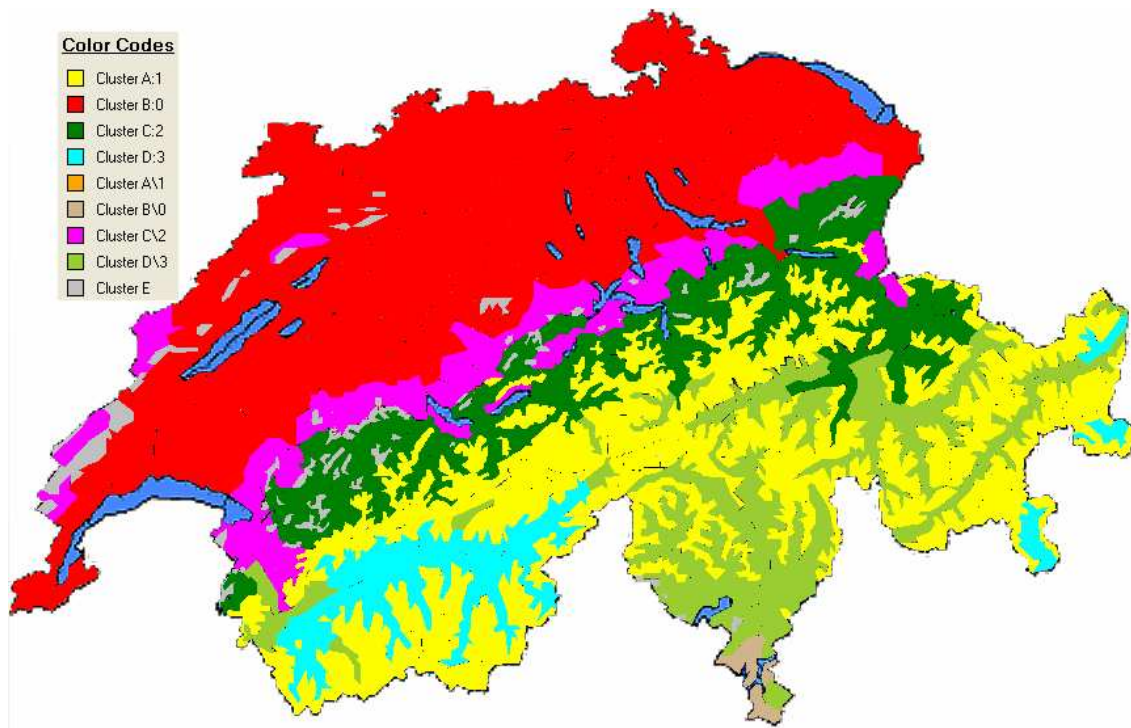 Color Codes
Cluster A:1
Cluster B:0
Cluster C:2
Cluster D:3
Cluster A\1
Cluster B\0
Cluster C\2
Cluster D\3
Cluster E